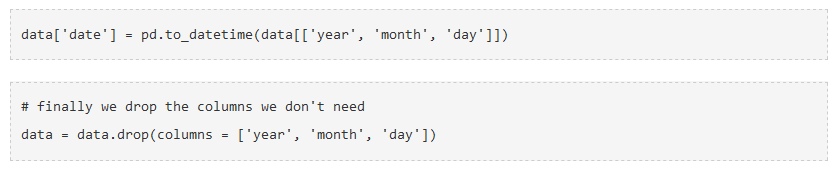 data['date'] = pd.to_datetime(data[['year', 'month', 'day']])
# finally we drop the columns we don't need
data = data.drop(columns = ['year', 'month', 'day'])